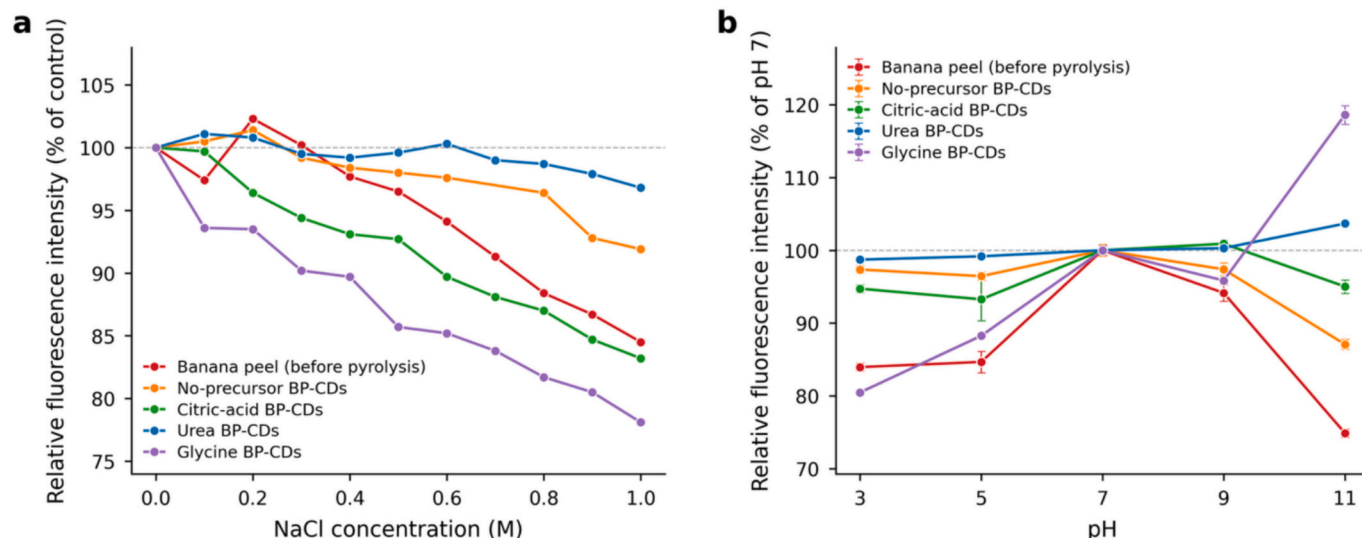 a
Relative fluorescence intensity (% of control)
105
100
95
90
85
80
75
Banana peel (before pyrolysis)
No-precursor BP-CDs
Citric-acid BP-CDs
Urea BP-CDs
Glycine BP-CDs
0.0 0.2 0.4 0.6 0.8 1.0
NaCl concentration (M)
b
Relative fluorescence intensity (% of pH 7)
120
110
100
90
80
70
Banana peel (before pyrolysis)
No-precursor BP-CDs
Citric-acid BP-CDs
Urea BP-CDs
Glycine BP-CDs
3 5 7 9 11
pH